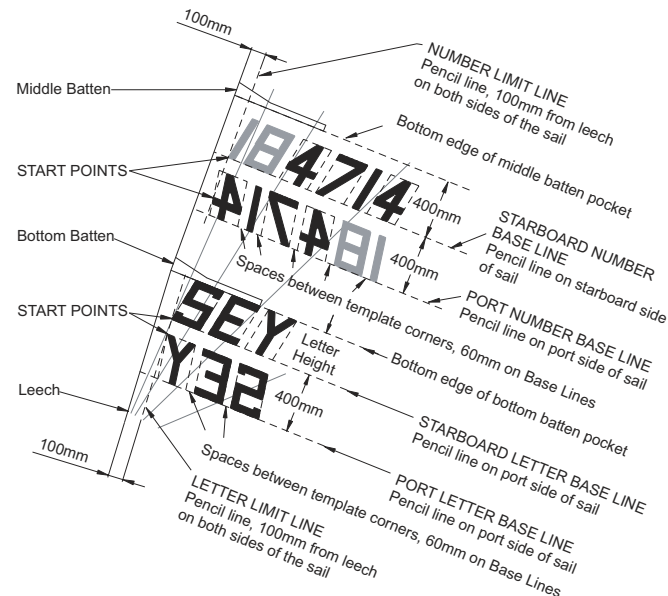 100mm
NUMBER LIMIT LINE
Pencil line, 100mm from leech
on both sides of the sail
Middle Batten
Bottom edge of middle batten pocket
184714
START POINTS
400mm
STARBOARD NUMBER
BASE LINE
Pencil line on starboard side
of sail
184714
400mm
Bottom Batten
Spaces between template corners, 60mm on Base Lines
PORT NUMBER BASE LINE
Pencil line on port side of sail
SEY
START POINTS
Letter
Height
Bottom edge of bottom batten pocket
SEY
400mm
Leech
STARBOARD LETTER BASE LINE
Pencil line on port side of sail
100mm
Spaces between template corners, 60mm on Base Lines
PORT LETTER BASE LINE
Pencil line on port side of sail
LETTER LIMIT LINE
Pencil line, 100mm from leech
on both sides of the sail